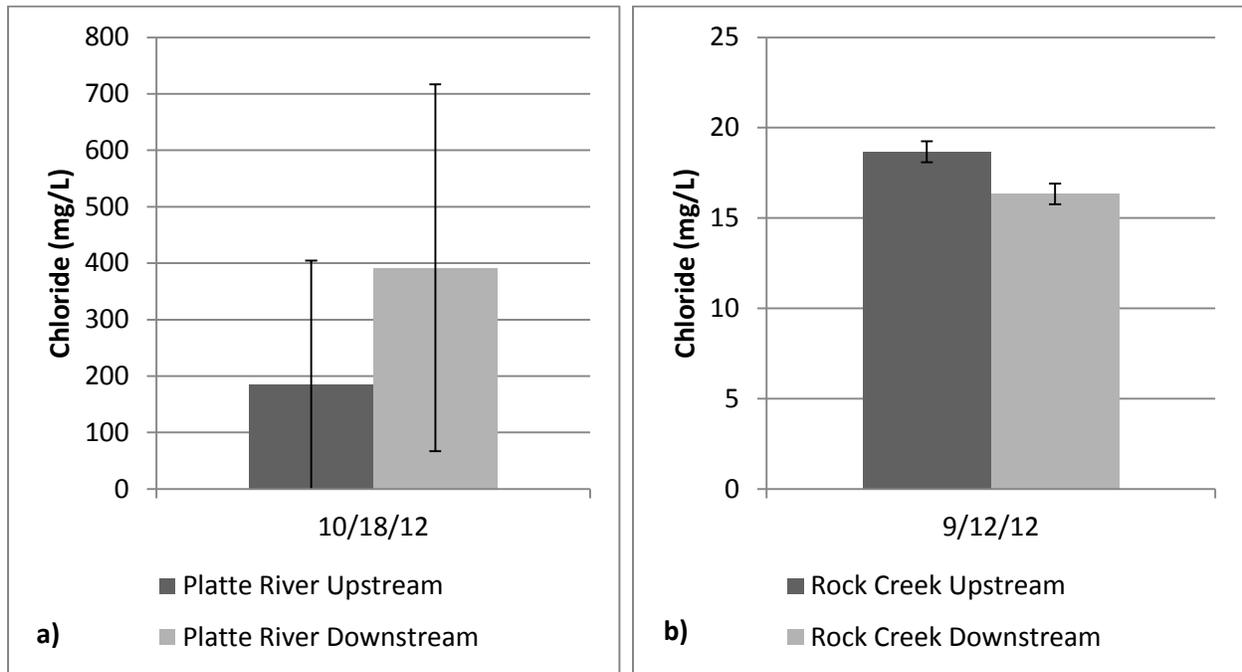 800
700
600
500
400
300
200
100
0
Chloride (mg/L)
10/18/12
Platte River Upstream
Platte River Downstream
a)
25
20
15
10
5
0
Chloride (mg/L)
9/12/12
Rock Creek Upstream
Rock Creek Downstream
b)